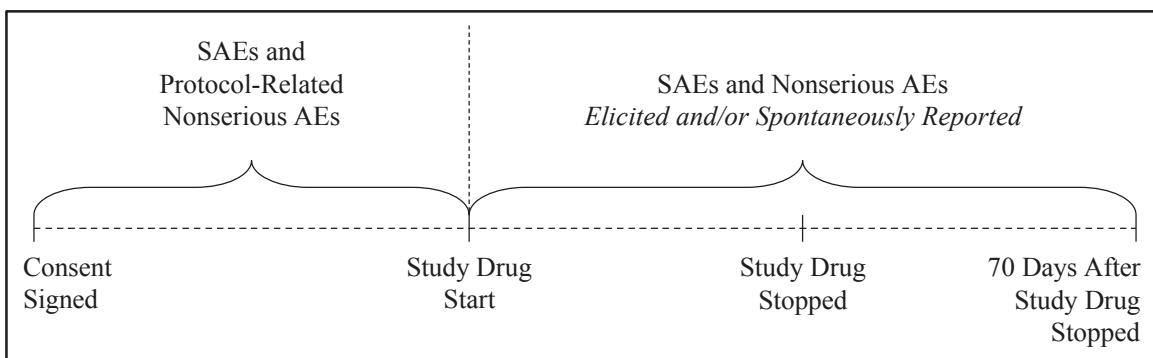 SAEs and
Protocol-Related
Nonserious AEs
SAEs and Nonserious AEs
Elicited and/or Spontaneously Reported
Consent
Signed
Study Drug
Start
Study Drug
Stopped
70 Days After
Study Drug
Stopped